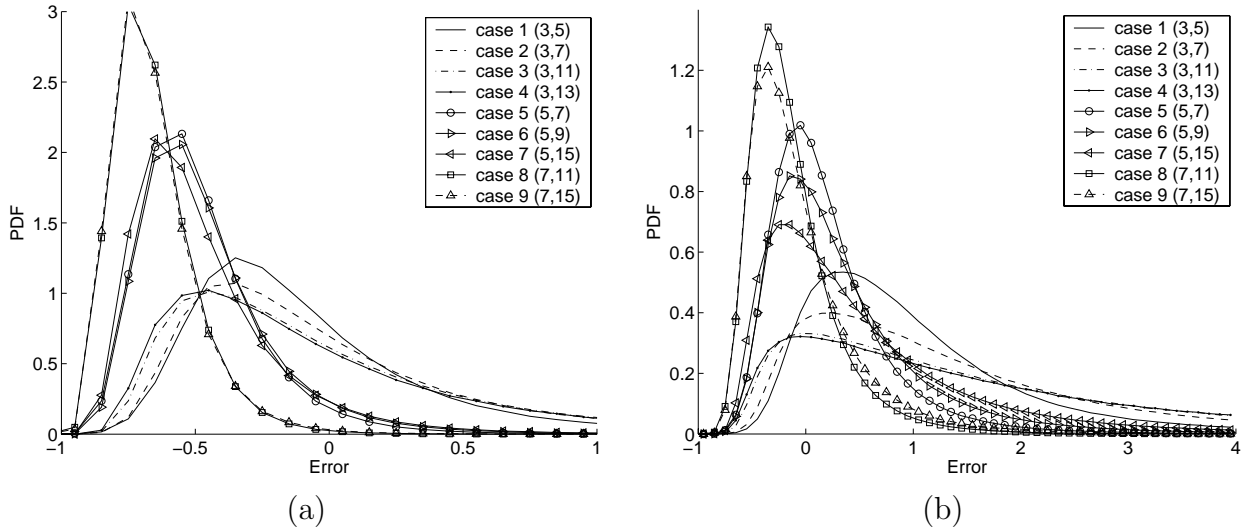 3
2.5
2
1.5
1
0.5
0
−1
−0.5
0
0.5
1
PDF
Error
case 1 (3,5)
case 2 (3,7)
case 3 (3,11)
case 4 (3,13)
case 5 (5,7)
case 6 (5,9)
case 7 (5,15)
case 8 (7,11)
case 9 (7,15)
(a)
1.2
1
0.8
0.6
0.4
0.2
0
−1
0
1
2
3
4
PDF
Error
case 1 (3,5)
case 2 (3,7)
case 3 (3,11)
case 4 (3,13)
case 5 (5,7)
case 6 (5,9)
case 7 (5,15)
case 8 (7,11)
case 9 (7,15)
(b)